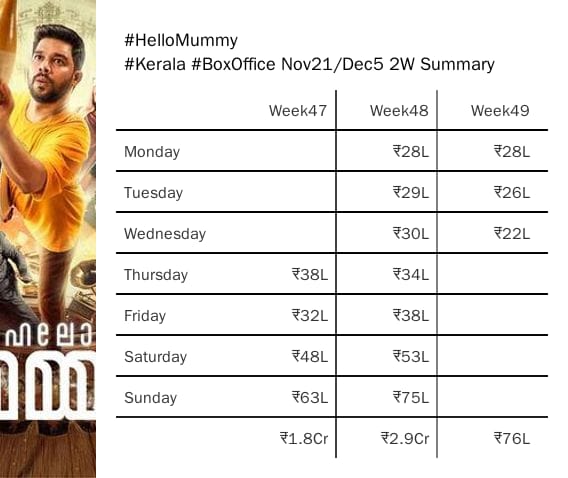 #HelloMummy
#Kerala #BoxOffice Nov21/Dec5 2W Summary
Week47 Week48 Week49
Monday ₹28L ₹28L
Tuesday ₹29L ₹26L
Wednesday ₹30L ₹22L
Thursday ₹38L ₹34L
Friday ₹32L ₹38L
Saturday ₹48L ₹53L
Sunday ₹63L ₹75L
₹1.8Cr ₹2.9Cr ₹76L
ഹലോ